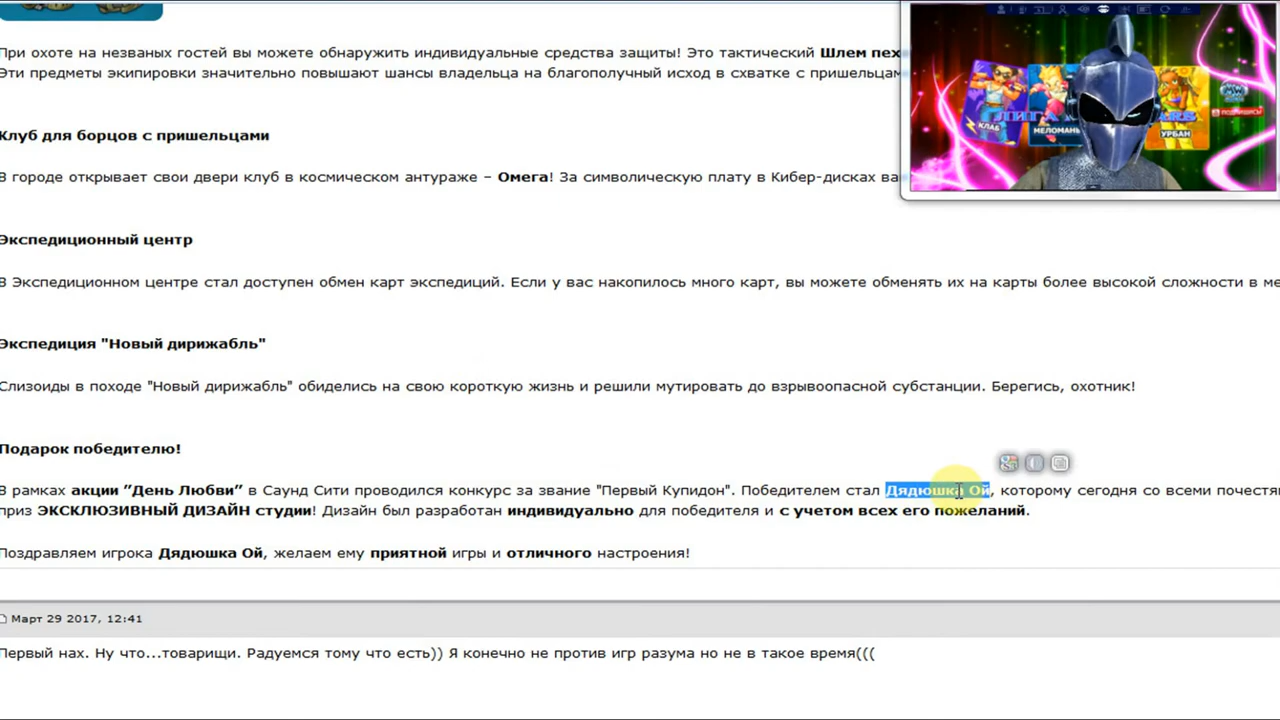 При охоте на незваных гостей вы можете обнаружить индивидуальные средства защиты! Это тактический Шлем пех
Эти предметы экипировки значительно повышают шансы владельца на благополучный исход в схватке с пришельцам
Клуб для борцов с пришельцами
В городе открывает свои двери клуб в космическом антураже – Омега! За символическую плату в Кибер-дисках ва
Экспедиционный центр
В Экспедиционном центре стал доступен обмен карт экспедиций. Если у вас накопилось много карт, вы можете обменять их на карты более высокой сложности в ме
Экспедиция "Новый дирижабль"
Слизоиды в походе "Новый дирижабль" обиделись на свою короткую жизнь и решили мутировать до взрывоопасной субстанции. Берегись, охотник!
Подарок победителю!
В рамках акции ”День Любви” в Саунд Сити проводился конкурс за звание "Первый Купидон". Победителем стал Дядюшка Ой, которому сегодня со всеми почестя
приз ЭКСКЛЮЗИВНЫЙ ДИЗАЙН студии! Дизайн был разработан индивидуально для победителя и с учетом всех его пожеланий.
Поздравляем игрока Дядюшка Ой, желаем ему приятной игры и отличного настроения!
Март 29 2017, 12:41
Первый нах. Ну что...товарищи. Радуемся тому что есть)) Я конечно не против игр разума но не в такое время(((
КЛАБ
МЕЛОМАН
УРБАН